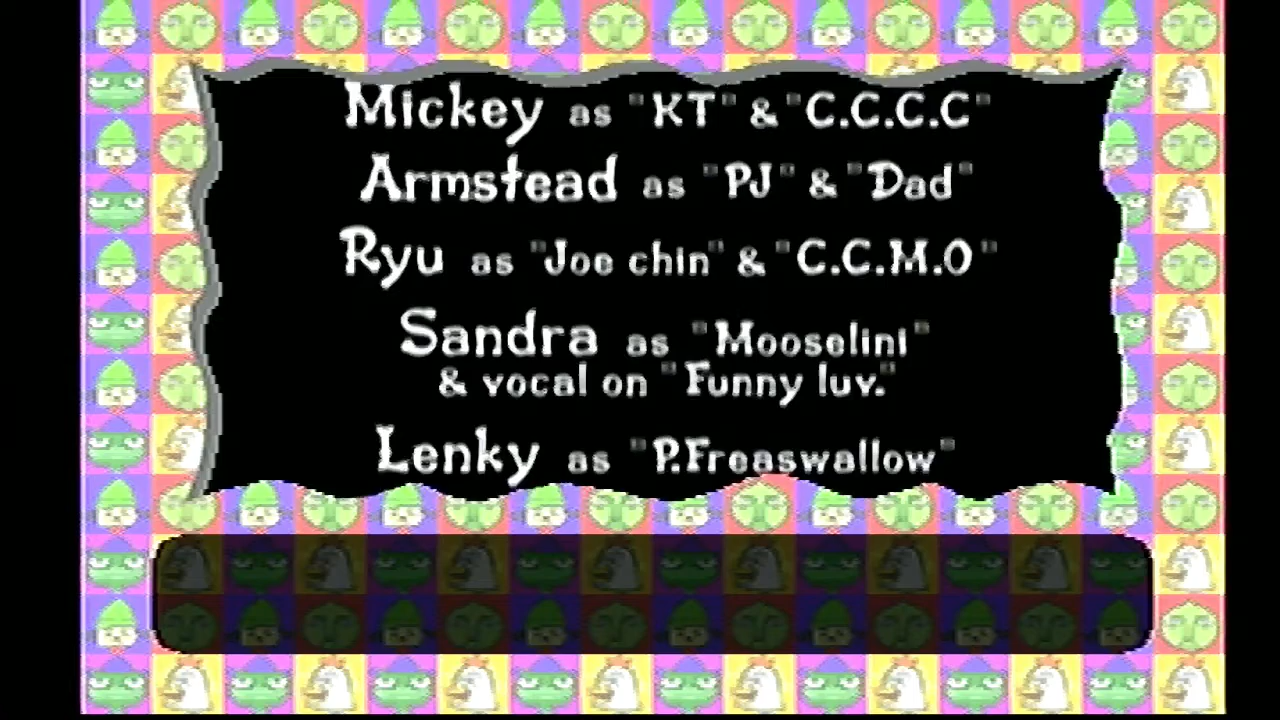 Mickey as "KT" & "C.C.C.C"
Armstead as "PJ" & "Dad"
Ryu as "Joe chin" & "C.C.M.O"
Sandra as "Mooselini"
& vocal on "Funny luv."
Lenky as "P.Freaswallow"